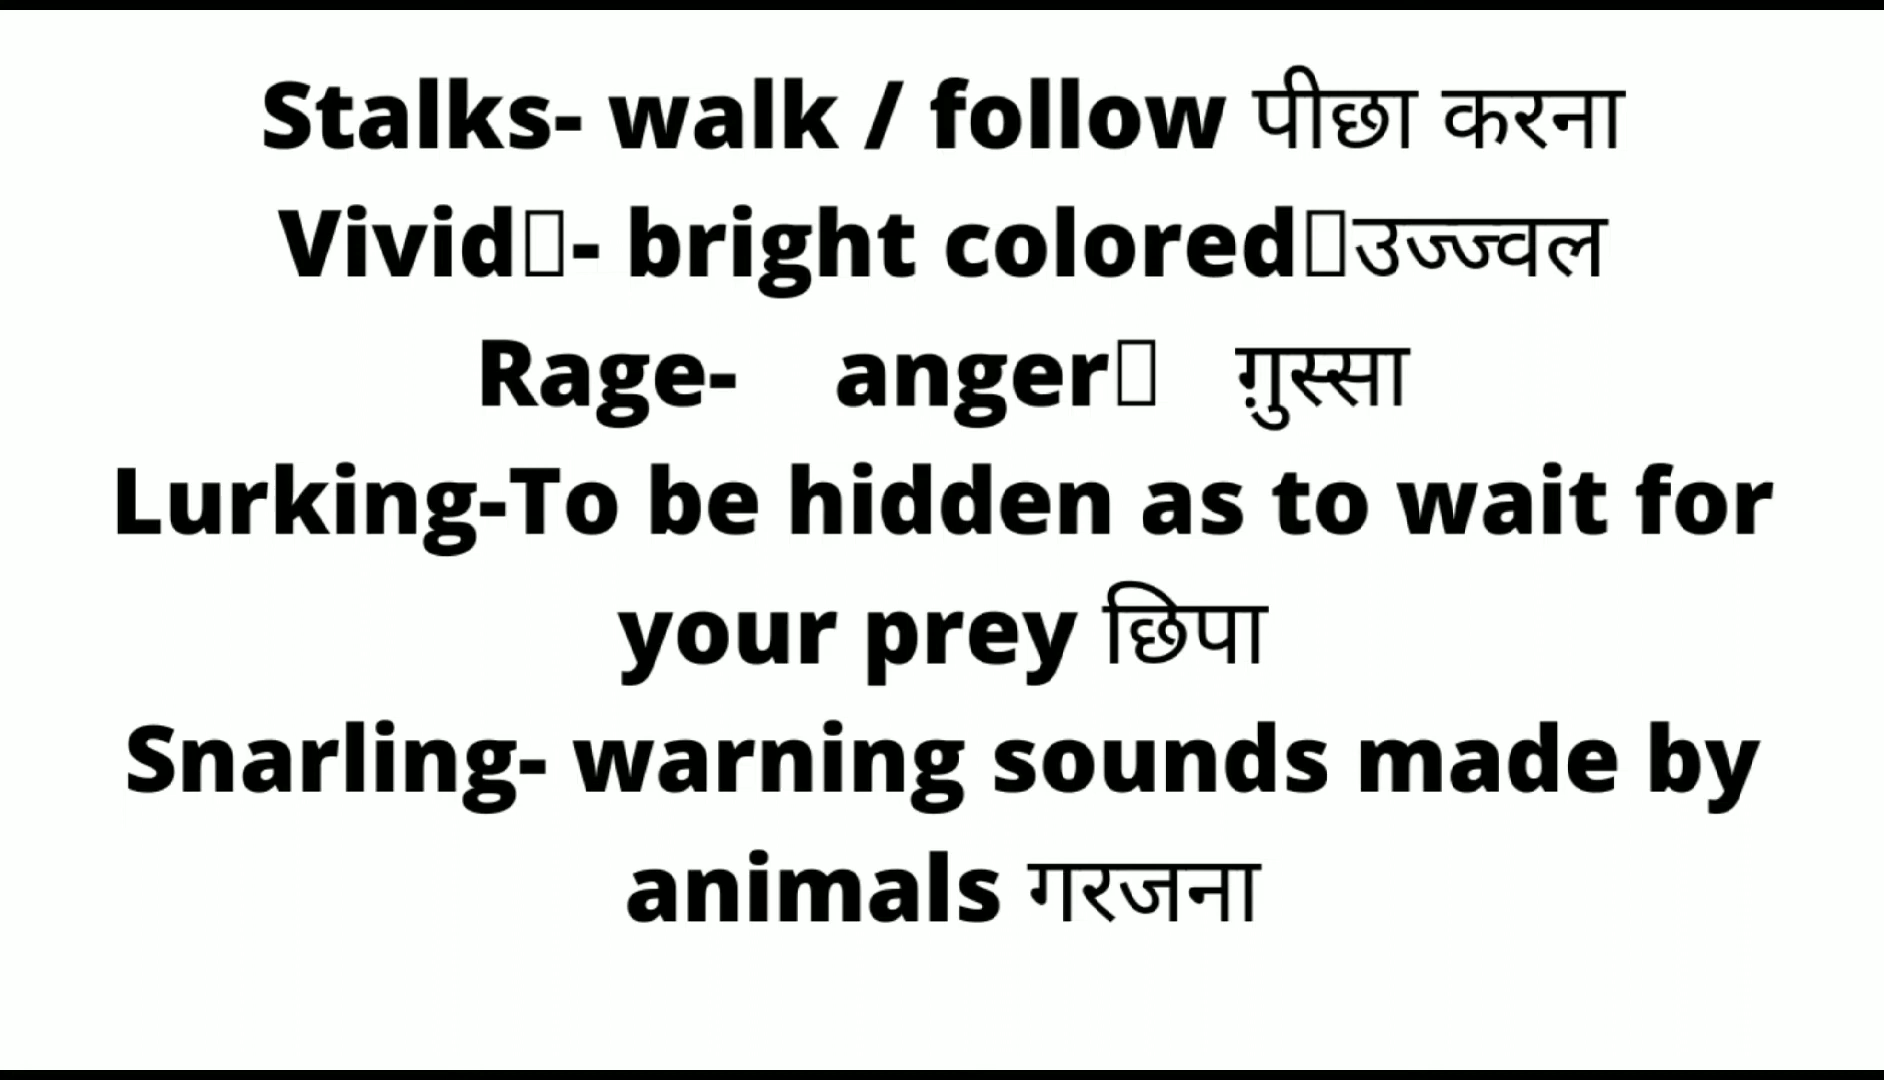 Stalks- walk / follow पीछा करना
Vivid▯- bright colored▯उज्ज्वल
Rage- anger▯ ग़ुस्सा
Lurking-To be hidden as to wait for
your prey छिपा
Snarling- warning sounds made by
animals गरजना